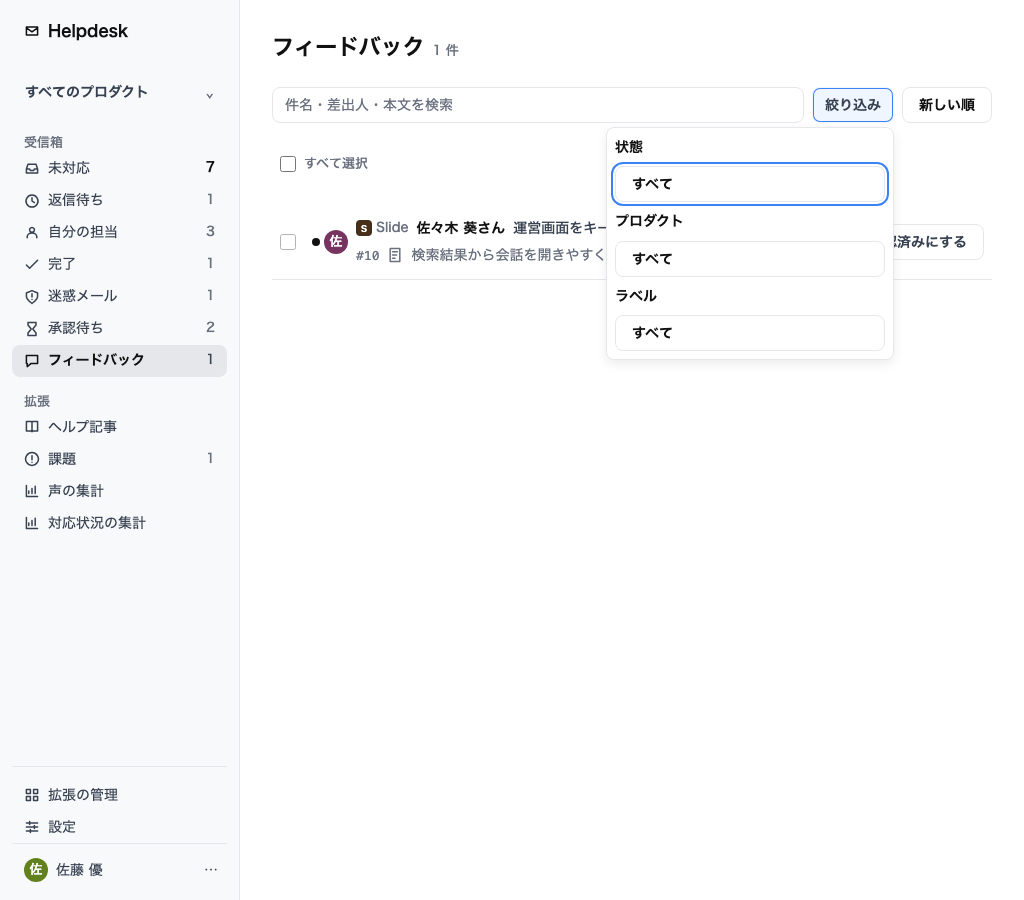 Helpdesk
すべてのプロダクト
受信箱
未対応 7
返信待ち 1
自分の担当 3
完了 1
迷惑メール 1
承認待ち 2
フィードバック 1
拡張
ヘルプ記事
課題 1
声の集計
対応状況の集計
拡張の管理
設定
佐 佐藤 優 …
フィードバック 1 件
件名・差出人・本文を検索 絞り込み 新しい順
すべて選択
佐 S Slide 佐々木 葵さん 運営画面をキー
#10 検索結果から会話を開きやすく
済みにする
状態
すべて
プロダクト
すべて
ラベル
すべて